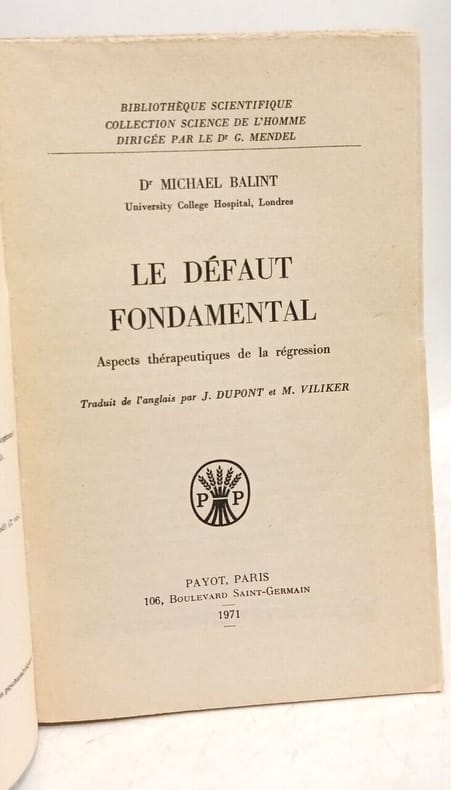 BIBLIOTHÈQUE SCIENTIFIQUE
COLLECTION SCIENCE DE L'HOMME
DIRIGÉE PAR LE Dr G. MENDEL
Dr MICHAEL BALINT
University College Hospital, Londres
LE DÉFAUT
FONDAMENTAL
Aspects thérapeutiques de la régression
Traduit de l'anglais par J. DUPONT et M. VILIKER
P P
PAYOT, PARIS
106, BOULEVARD SAINT-GERMAIN
1971